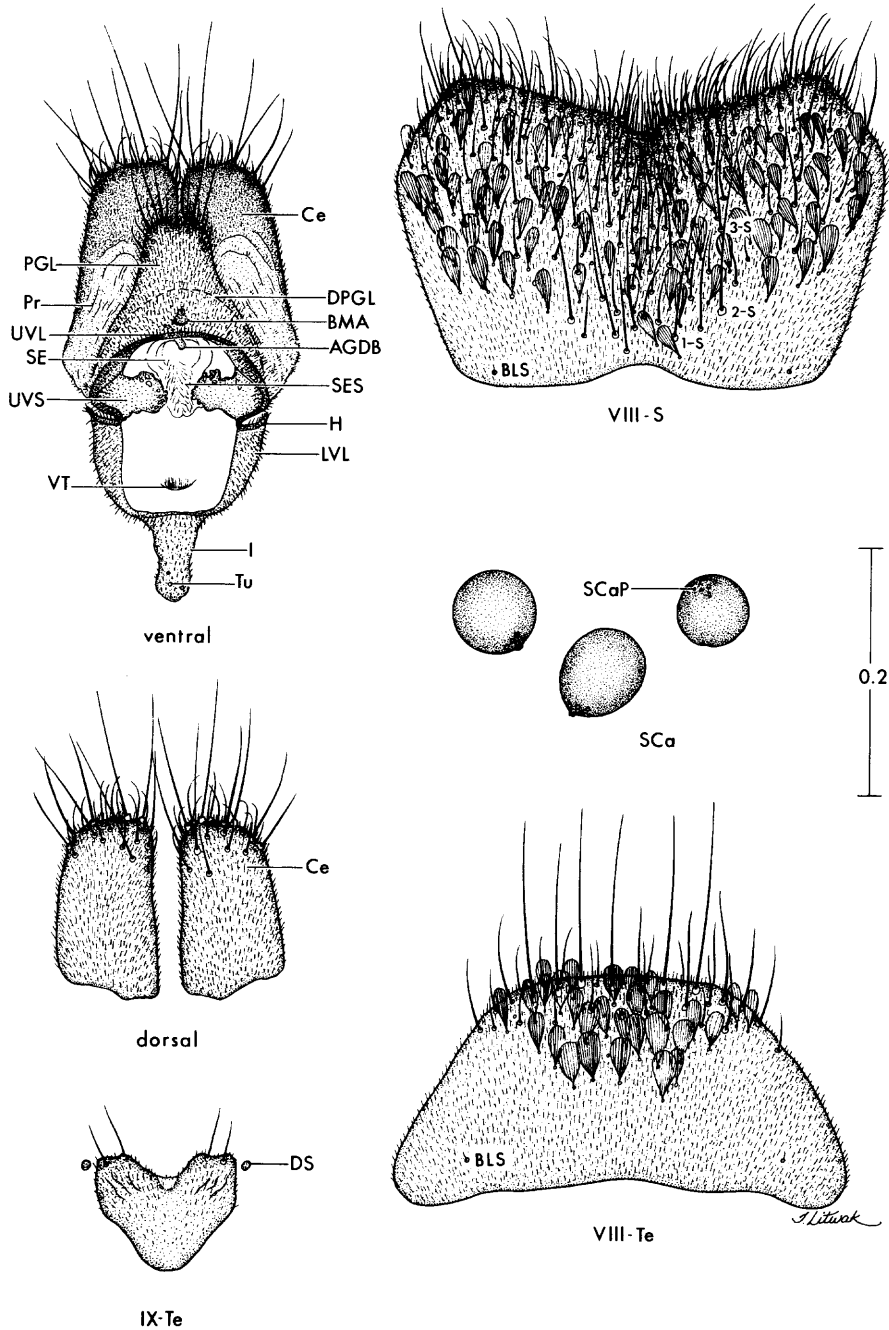 Ce
PGL
Pr
DPGL
BMA
UVL
AGDB
SE
SES
UVS
H
LVL
VT
I
Tu
ventral
3-S
2-S
1-S
BLS
VIII-S
SCaP
0.2
SCa
Ce
dorsal
DS
IX-Te
BLS
T. Litwak
VIII-Te